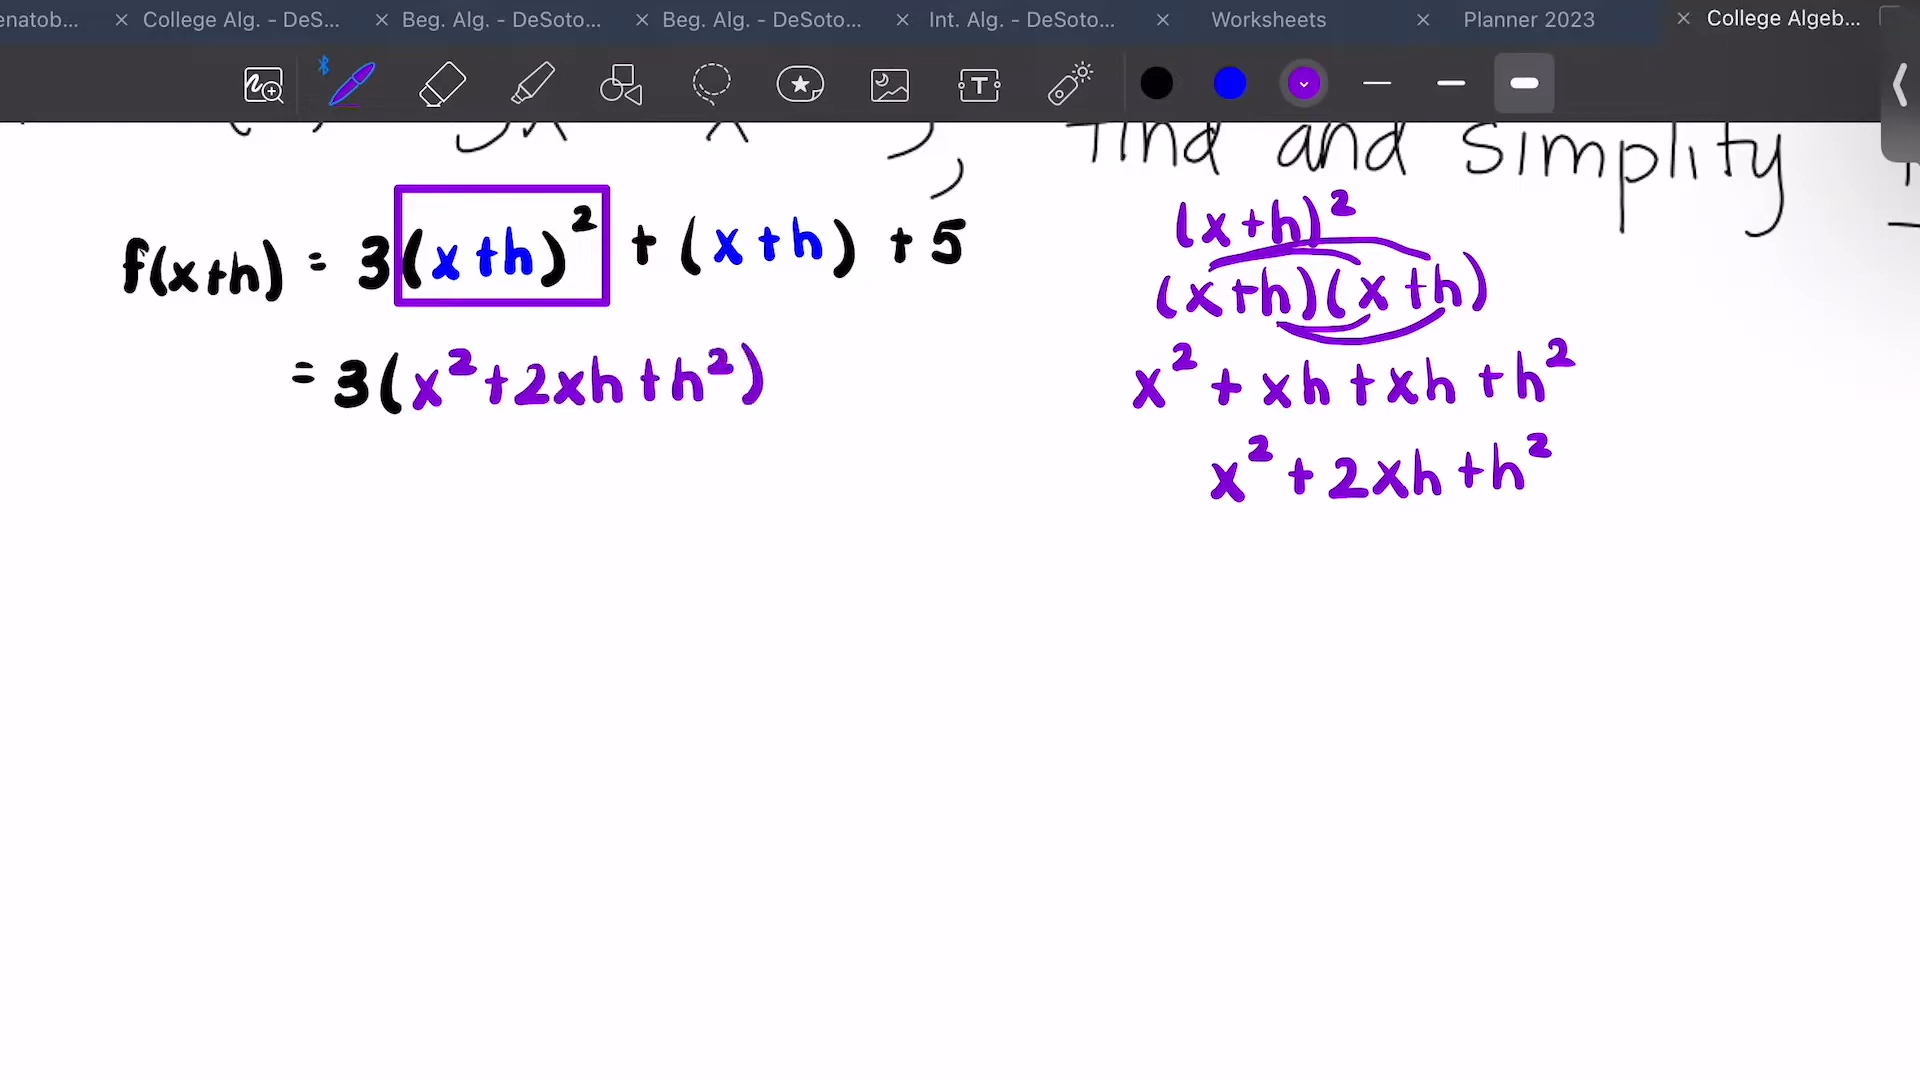 enatob... College Alg. - DeS... Beg. Alg. - DeSoto... Beg. Alg. - DeSoto... Int. Alg. - DeSoto... Worksheets Planner 2023 College Algeb...
find and simplify
f(x+h) = 3(x+h)² + (x+h) + 5
= 3(x²+2xh+h²)
(x+h)²
(x+h)(x+h)
x² + xh + xh + h²
x² + 2xh + h²